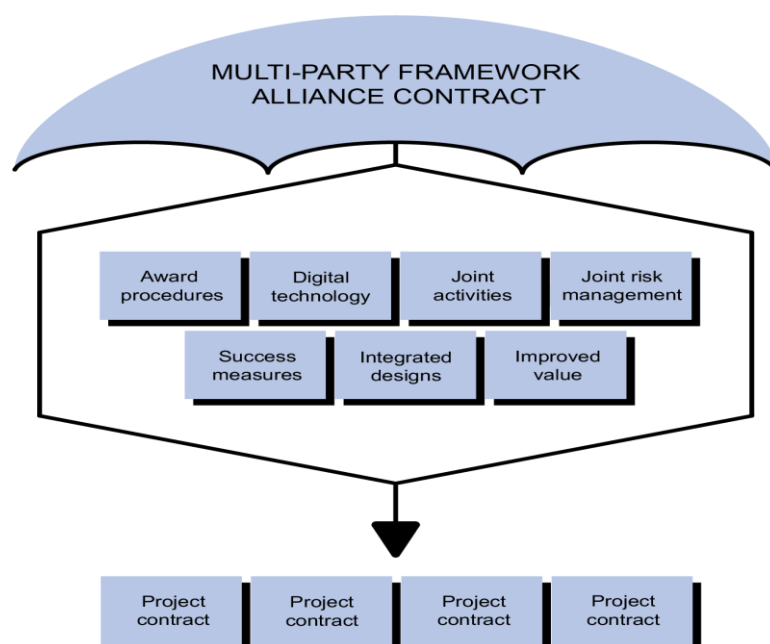 MULTI-PARTY FRAMEWORK
ALLIANCE CONTRACT
Award
procedures
Digital
technology
Joint
activities
Joint risk
management
Success
measures
Integrated
designs
Improved
value
Project
contract
Project
contract
Project
contract
Project
contract